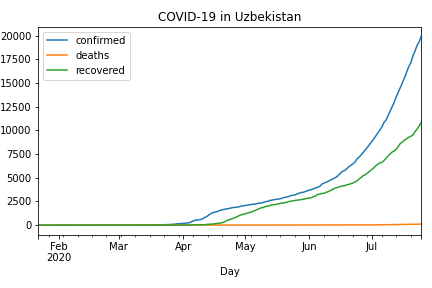 COVID-19 in Uzbekistan
confirmed
deaths
recovered
20000
17500
15000
12500
10000
7500
5000
2500
0
Feb Mar Apr May Jun Jul
2020
Day